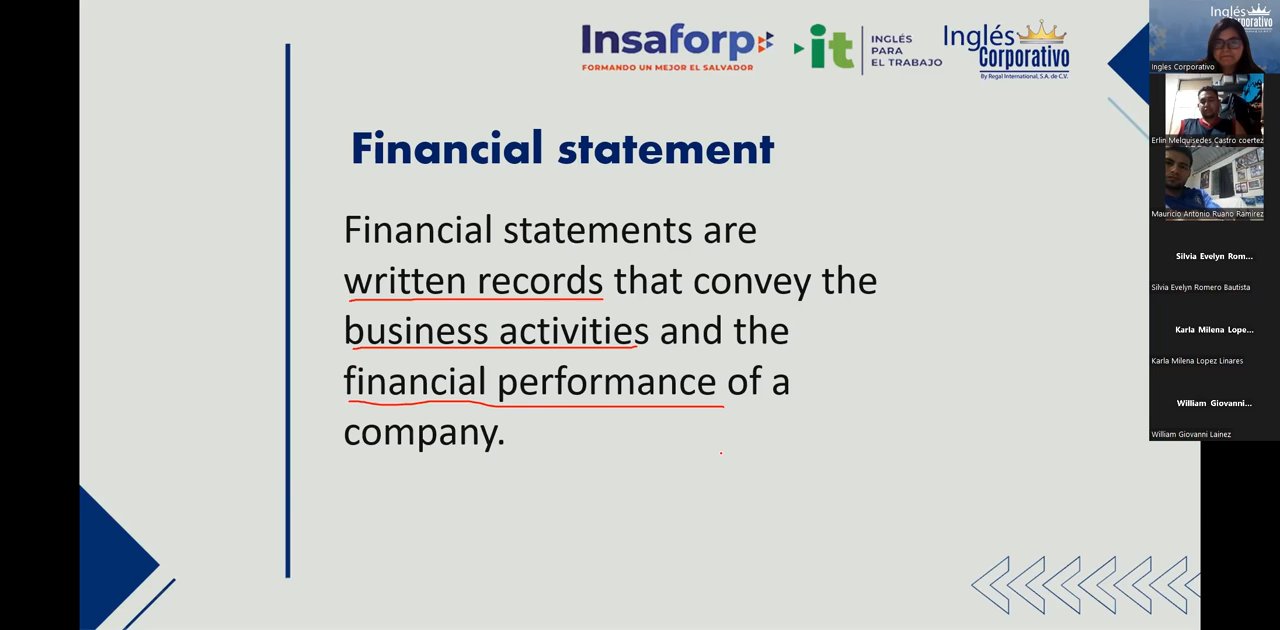 Insaforp
FORMANDO UN MEJOR EL SALVADOR
it
INGLÉS
PARA
EL TRABAJO
Inglés
Corporativo
By Regal International, S.A. de C.V.
Financial statement
Financial statements are
written records that convey the
business activities and the
financial performance of a
company.
Inglés
Corporativo
Inglés Corporativo
Erlin Melquisedes Castro coertez
Mauricio Antonio Ruano Ramirez
Silvia Evelyn Rom...
Silvia Evelyn Romero Bautista
Karla Milena Lope...
Karla Milena Lopez Linares
William Giovanni...
William Giovanni Lainez